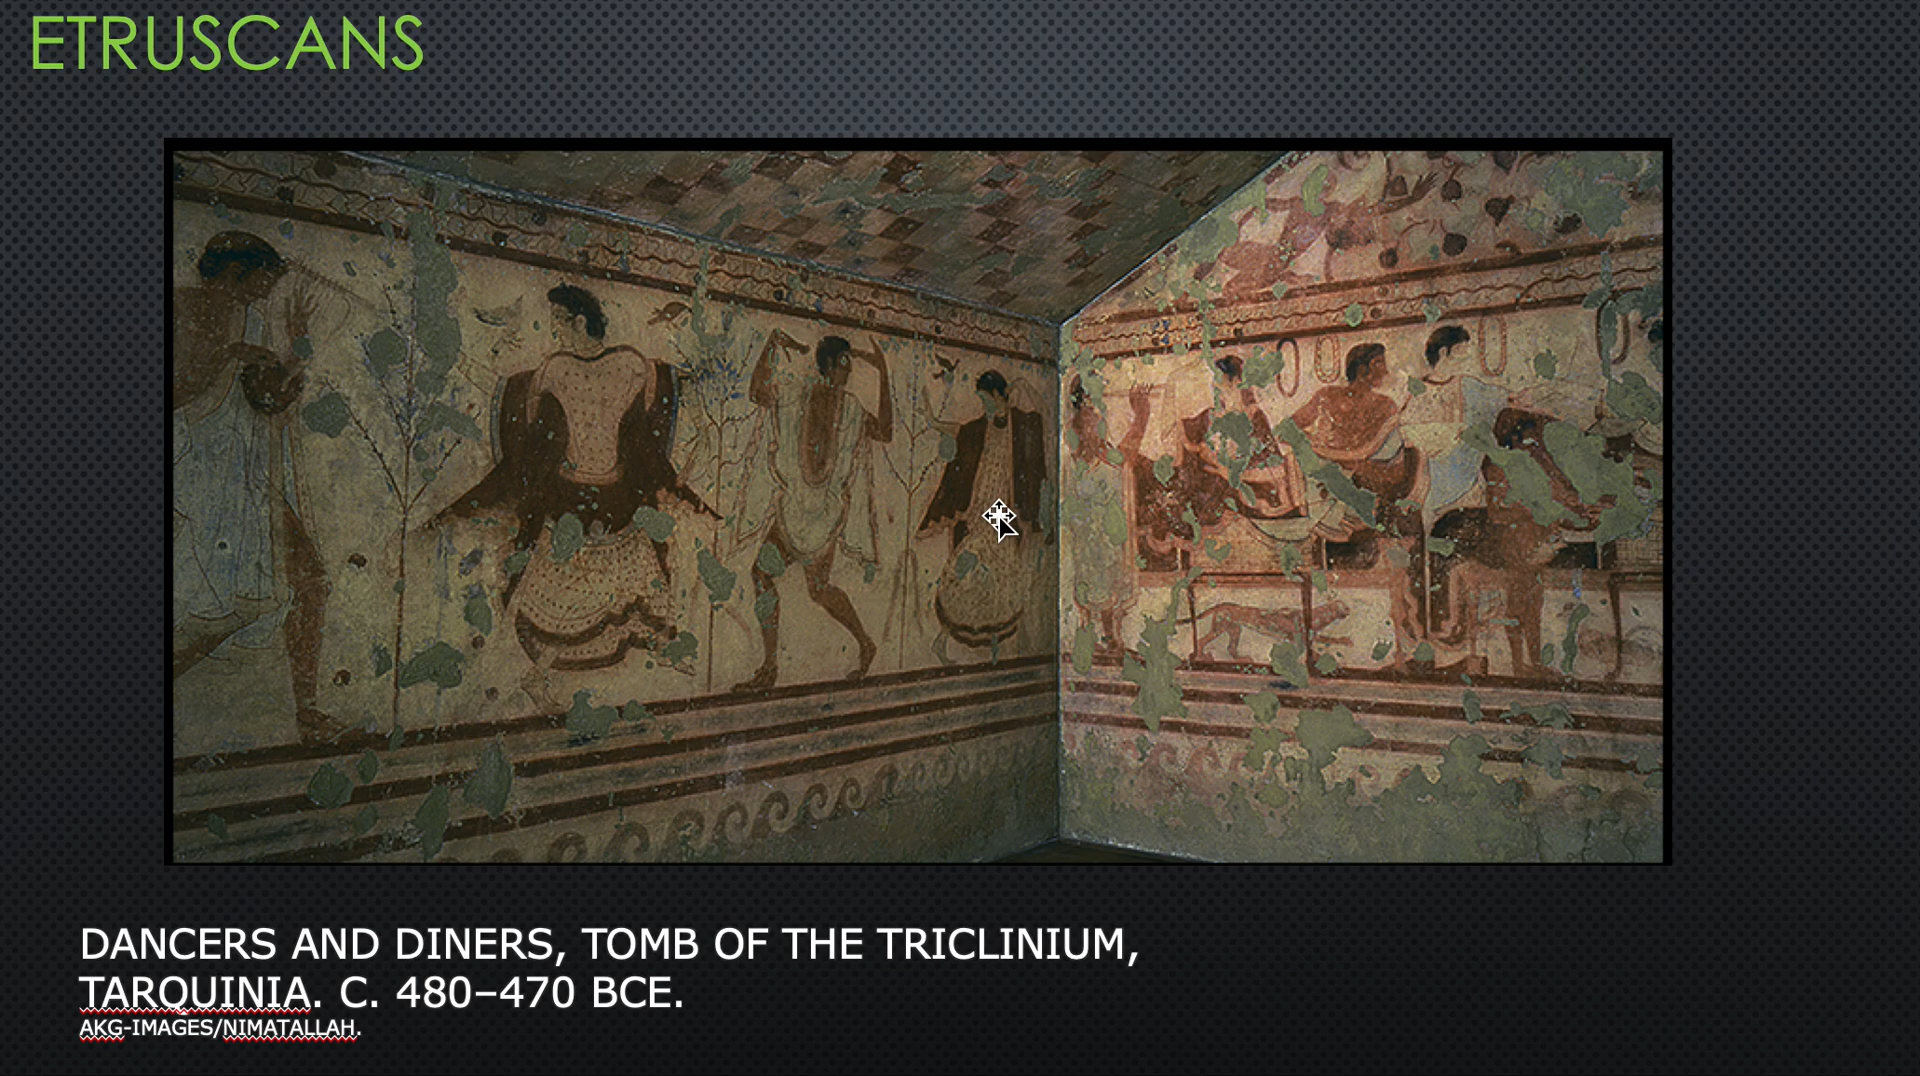 ETRUSCANS
DANCERS AND DINERS, TOMB OF THE TRICLINIUM,
TARQUINIA. C. 480–470 BCE.
AKG-IMAGES/NIMATALLAH.